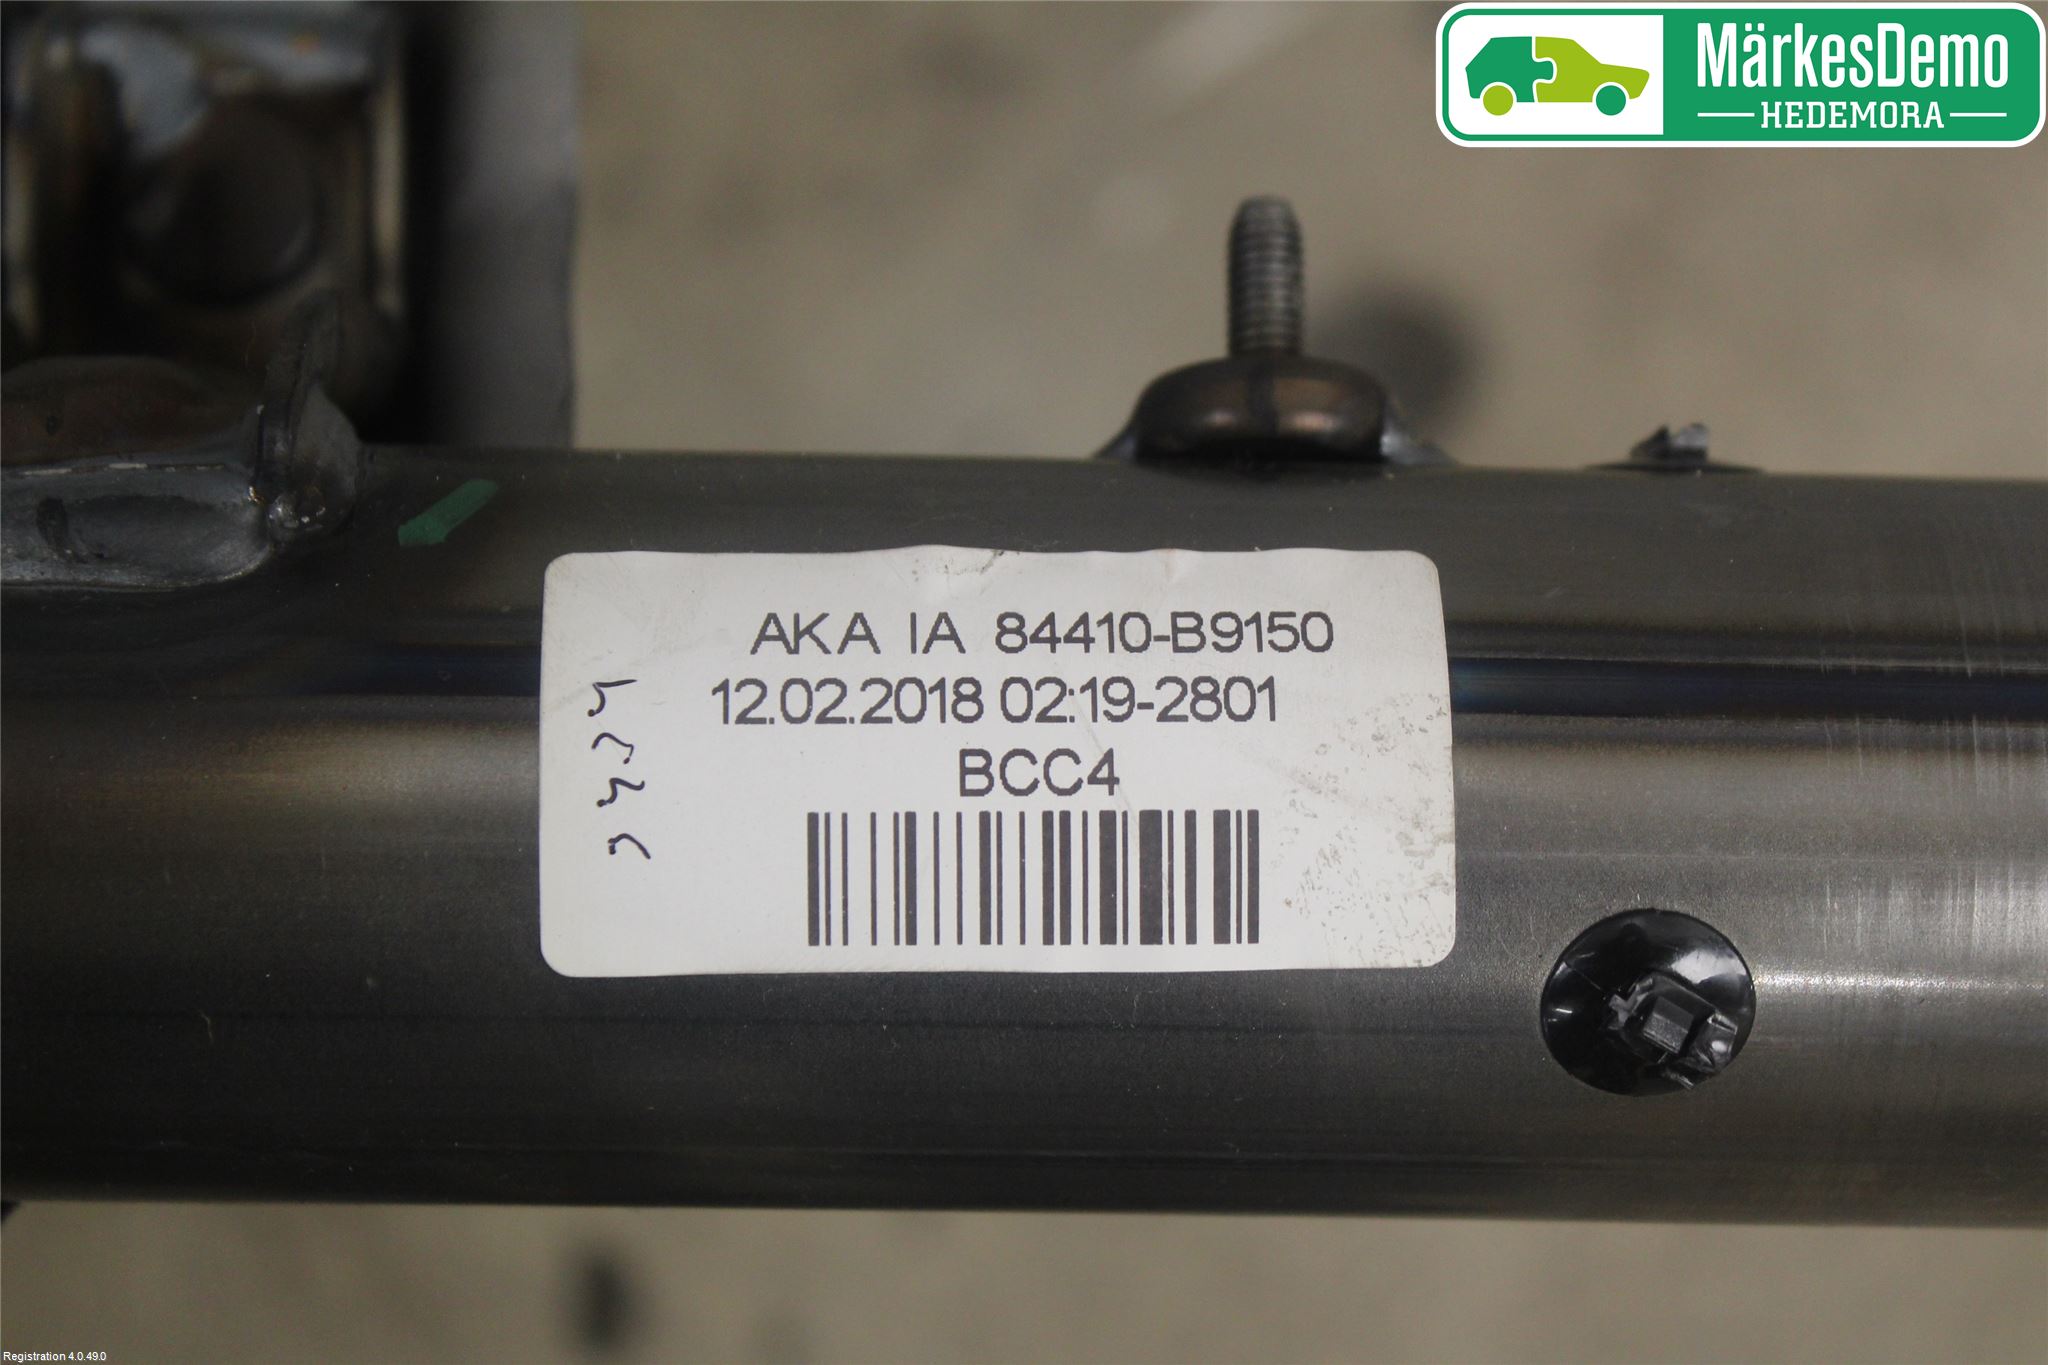 MärkesDemo
HEDEMORA
AKA IA 84410-B9150
12.02.2018 02:19-2801
BCC4
Registration 4.0.49.0